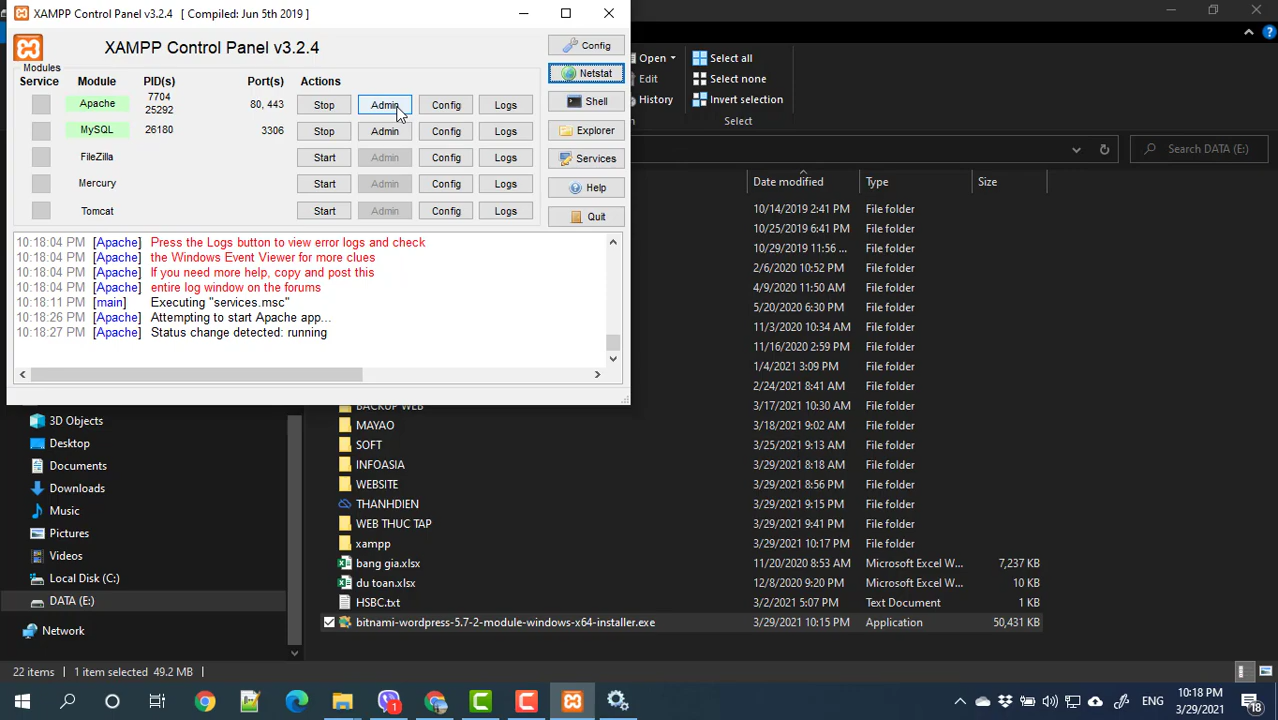 XAMPP Control Panel v3.2.4 [ Compiled: Jun 5th 2019 ]
XAMPP Control Panel v3.2.4
Config
Modules
Service Module PID(s) Port(s) Actions
Netstat
Apache 7704 25292 80, 443 Stop Admin Config Logs
Shell
MySQL 26180 3306 Stop Admin Config Logs
Explorer
FileZilla Start Admin Config Logs
Services
Mercury Start Admin Config Logs
Help
Tomcat Start Admin Config Logs
Quit
10:18:04 PM [Apache] Press the Logs button to view error logs and check
10:18:04 PM [Apache] the Windows Event Viewer for more clues
10:18:04 PM [Apache] If you need more help, copy and post this
10:18:04 PM [Apache] entire log window on the forums
10:18:11 PM [main] Executing "services.msc"
10:18:26 PM [Apache] Attempting to start Apache app...
10:18:27 PM [Apache] Status change detected: running
Open Select all
Edit Select none
History Invert selection
Select
Search DATA (E:)
Date modified Type Size
10/14/2019 2:41 PM File folder
10/25/2019 6:41 PM File folder
10/29/2019 11:56 ... File folder
2/6/2020 10:52 PM File folder
4/9/2020 11:50 AM File folder
5/20/2020 6:30 PM File folder
11/3/2020 10:34 AM File folder
11/16/2020 2:59 PM File folder
1/4/2021 3:09 PM File folder
2/24/2021 8:41 AM File folder
BACKUP WEB 3/17/2021 10:30 AM File folder
MAYAO 3/18/2021 10:30 AM File folder
SOFT 3/25/2021 9:13 AM File folder
INFOASIA 3/29/2021 8:18 AM File folder
WEBSITE 3/29/2021 8:56 PM File folder
THANHDIEN 3/29/2021 9:15 PM File folder
WEB THUC TAP 3/29/2021 9:41 PM File folder
xampp 3/29/2021 10:17 PM File folder
bang gia.xlsx 11/20/2020 8:53 AM Microsoft Excel W... 7,237 KB
du toan.xlsx 12/8/2020 9:20 PM Microsoft Excel W... 10 KB
HSBC.txt 3/2/2021 5:07 PM Text Document 1 KB
bitnami-wordpress-5.7-2-module-windows-x64-installer.exe 3/29/2021 10:15 PM Application 50,431 KB
3D Objects
Desktop
Documents
Downloads
Music
Pictures
Videos
Local Disk (C:)
DATA (E:)
Network
22 items 1 item selected 49.2 MB
1
ENG
10:18 PM
3/29/2021
18